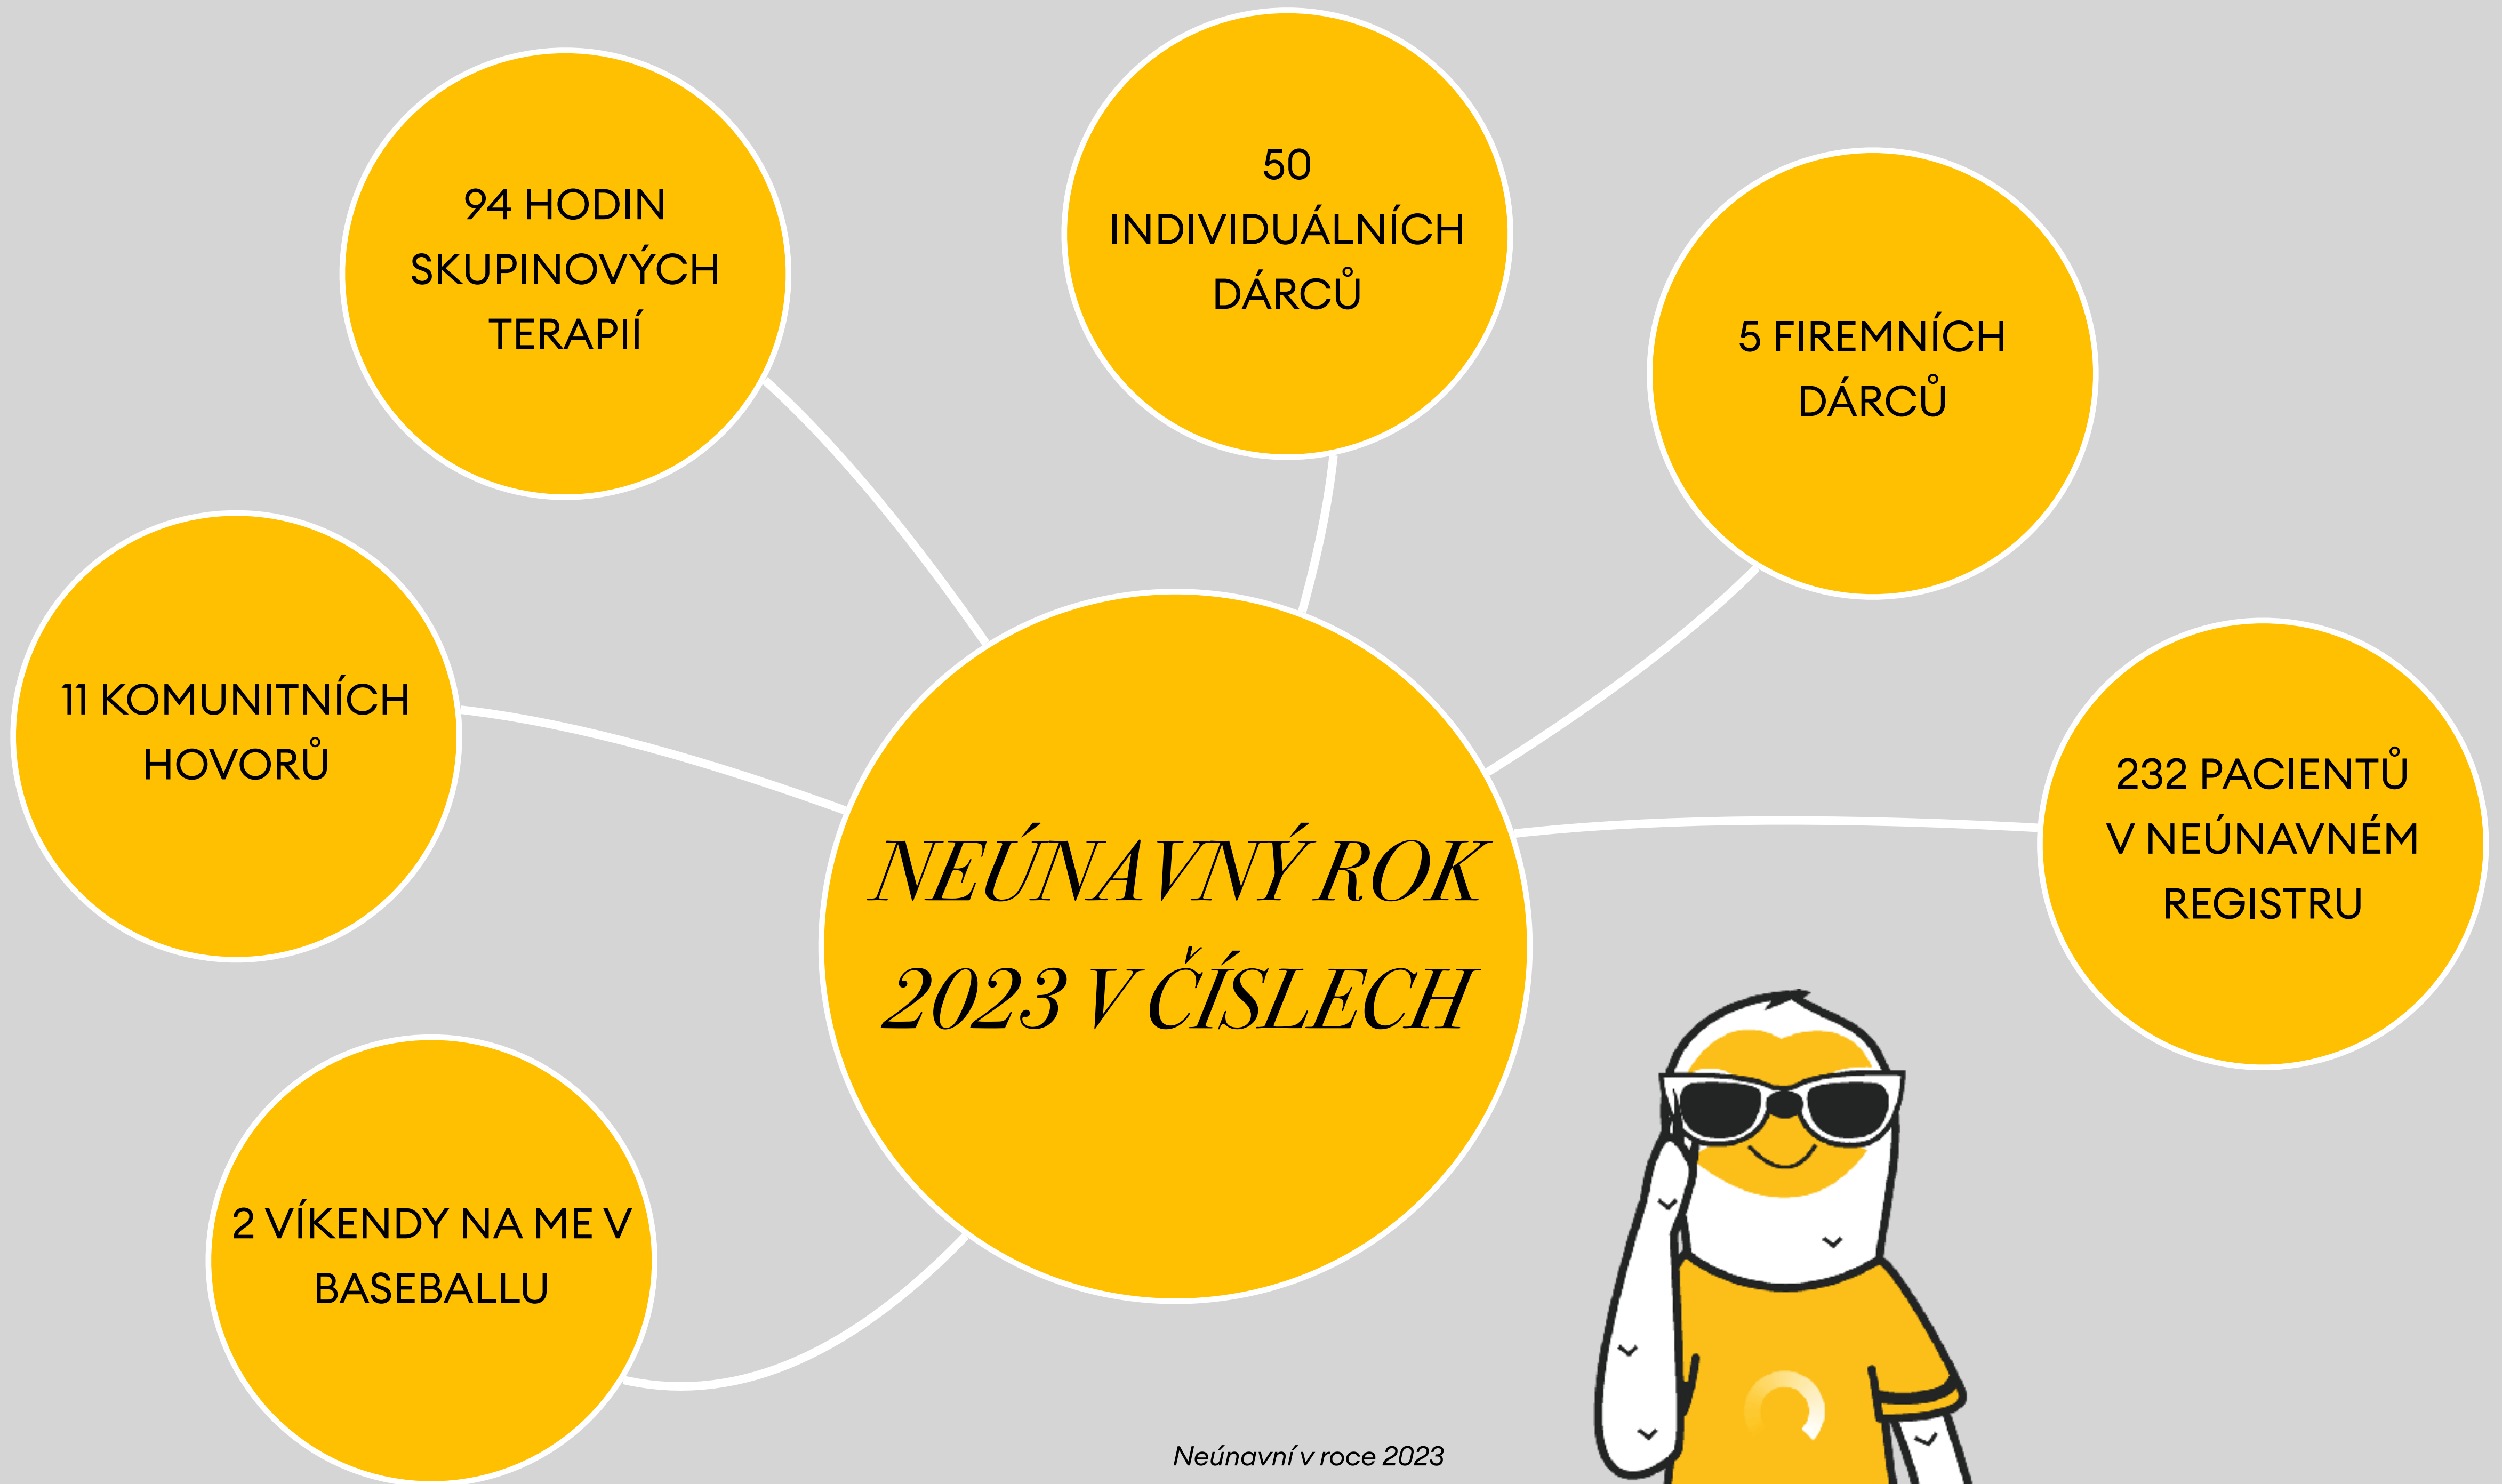 94 HODIN
SKUPINOVÝCH
TERAPIÍ
50
INDIVIDUÁLNÍCH
DÁRCŮ
5 FIREMNÍCH
DÁRCŮ
11 KOMUNITNÍCH
HOVORŮ
232 PACIENTŮ
V NEÚNAVNÉM
REGISTRU
NEÚNAVNÝ ROK
2023 V ČÍSLECH
2 VÍKENDY NA ME V
BASEBALLU
Neúnavní v roce 2023